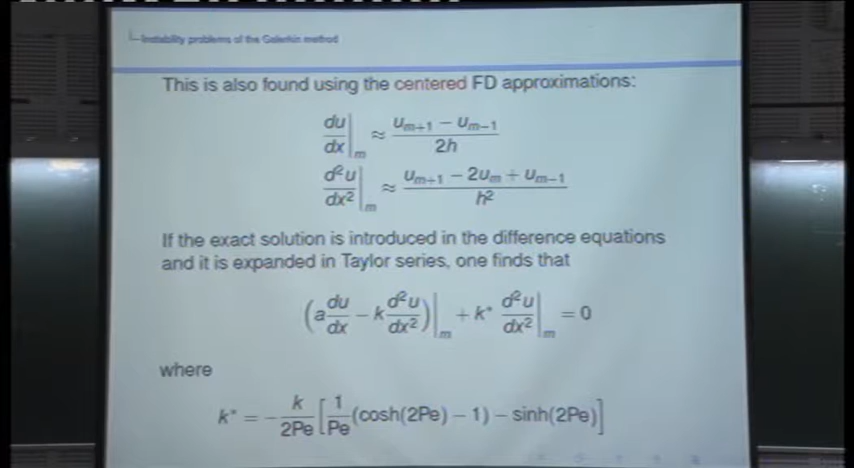 Instability problems of the Galerkin method
This is also found using the centered FD approximations:
du/dx|_m ≈ (u_{m+1} − u_{m−1})/2h
d²u/dx²|_m ≈ (u_{m+1} − 2u_m + u_{m−1})/h²
If the exact solution is introduced in the difference equations
and it is expanded in Taylor series, one finds that
(a du/dx − k d²u/dx²)|_m + k* d²u/dx²|_m = 0
where
k* = −k/2Pe [1/Pe (cosh(2Pe) − 1) − sinh(2Pe)]